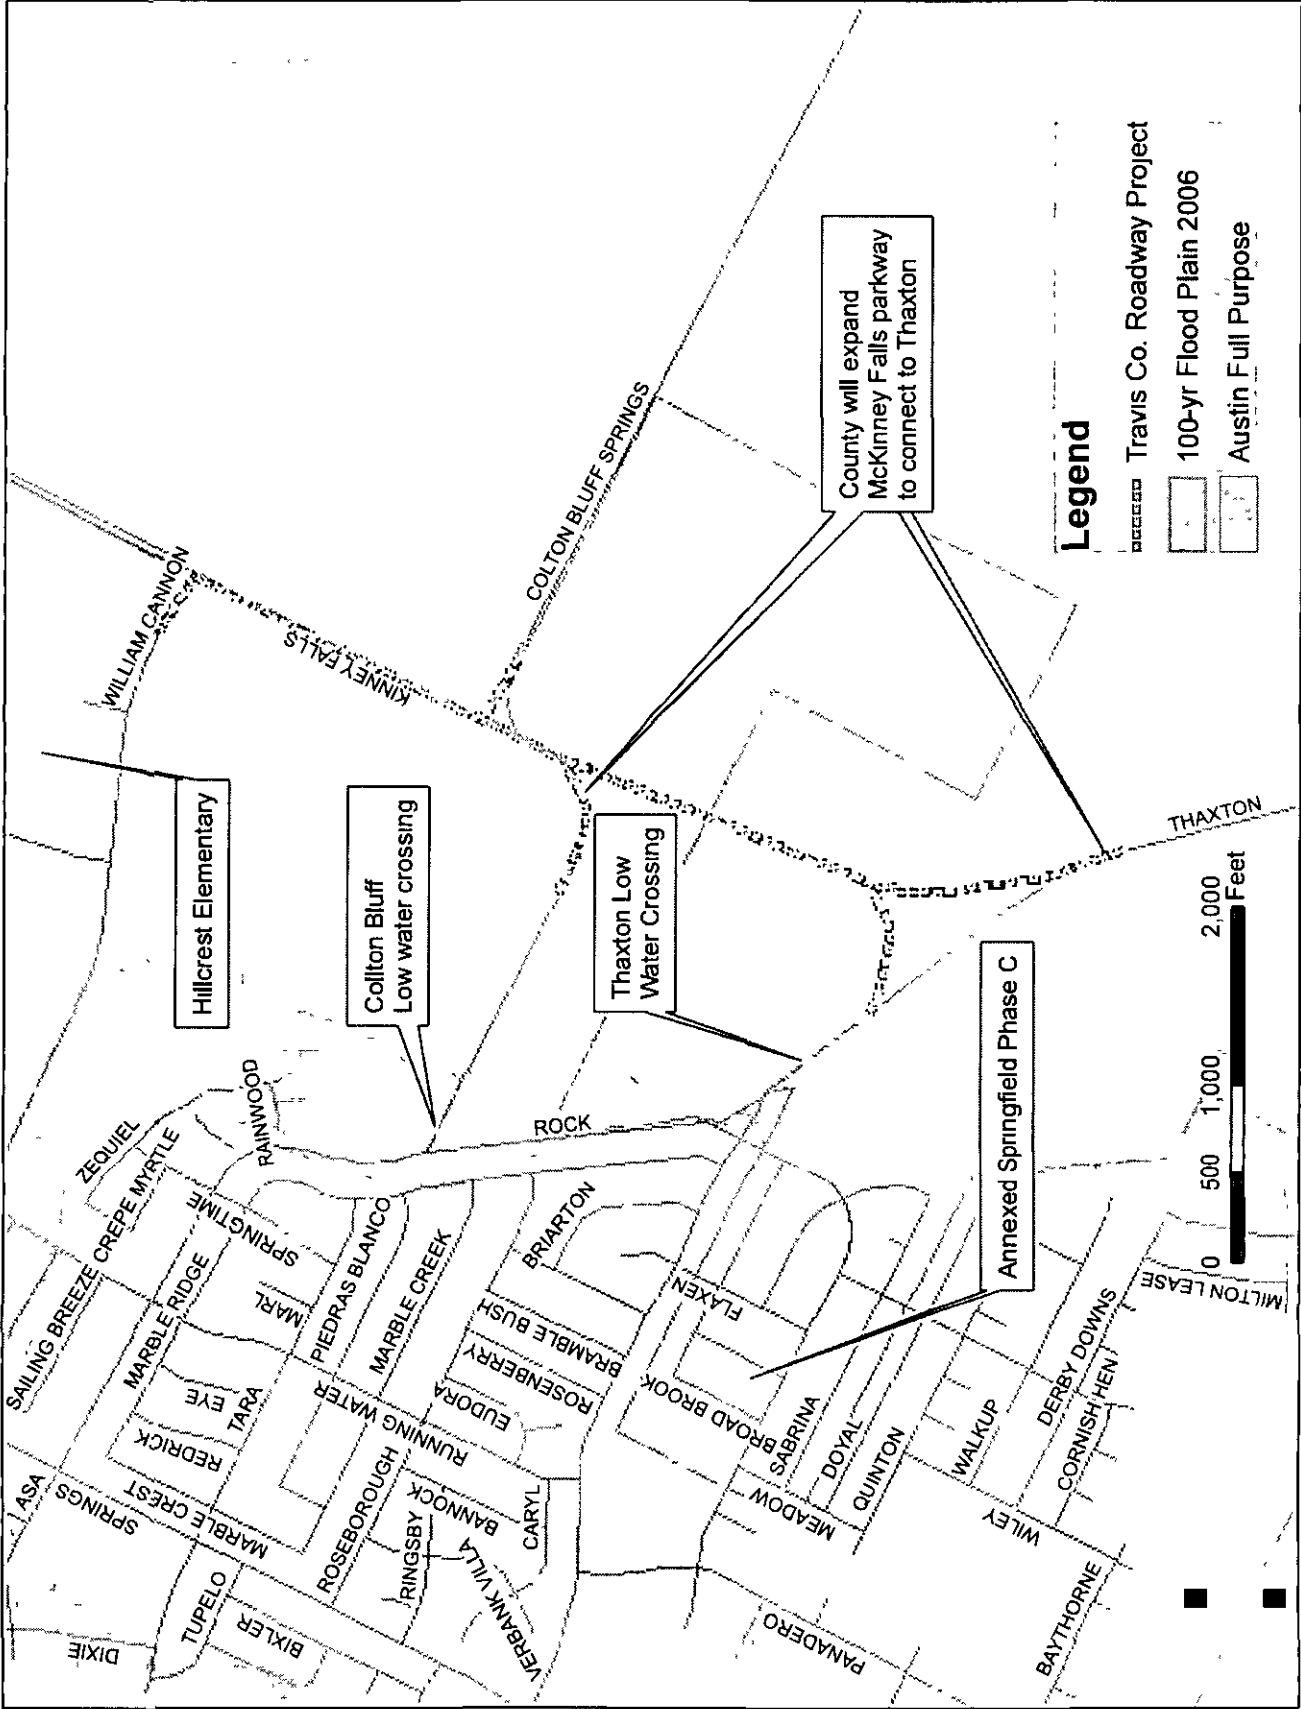 Hillcrest Elementary
WILLIAM CANNON
KINNEY FALLS
COLTON BLUFF SPRINGS
Collton Bluff
Low water crossing
Thaxton Low
Water Crossing
County will expand
McKinney Falls parkway
to connect to Thaxton
THAXTON
Annexed Springfield Phase C
ZEQUIEL
RAINWOOD
ROCK
SAILING BREEZE
CREPE MYRTLE
SPRINGTIME
MARBLE RIDGE
MARL
PIEDRAS BLANCO
MARBLE CREEK
BRIARTON
EYE
TARA
REDRICK
RUNNING WATER
EUDORA
ROSENBERRY
BRAMBLE BUSH
FLAXEN
BROAD BROOK
SABRINA
DOYAL
QUINTON
MEADOW
WALKUP
DERBY DOWNS
CORNISH HEN
MILTON LEASE
WILEY
BAYTHORNE
PANADERO
ASA
SPRINGS
MARBLE CREST
ROSEBOROUGH
BANNOCK
RINGSBY
CARYL
VERBANK VILLA
TUPELO
BIXLER
DIXIE
Legend
Travis Co. Roadway Project
100-yr Flood Plain 2006
Austin Full Purpose
0 500 1,000 2,000
Feet